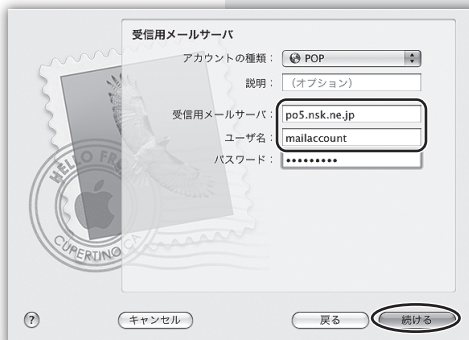 受信用メールサーバ
アカウントの種類： POP
説明： (オプション)
受信用メールサーバ： po5.nsk.ne.jp
ユーザ名： mailaccount
パスワード： •••••••••
HELLO FR
CUPERTINO CA
? キャンセル 戻る 続ける